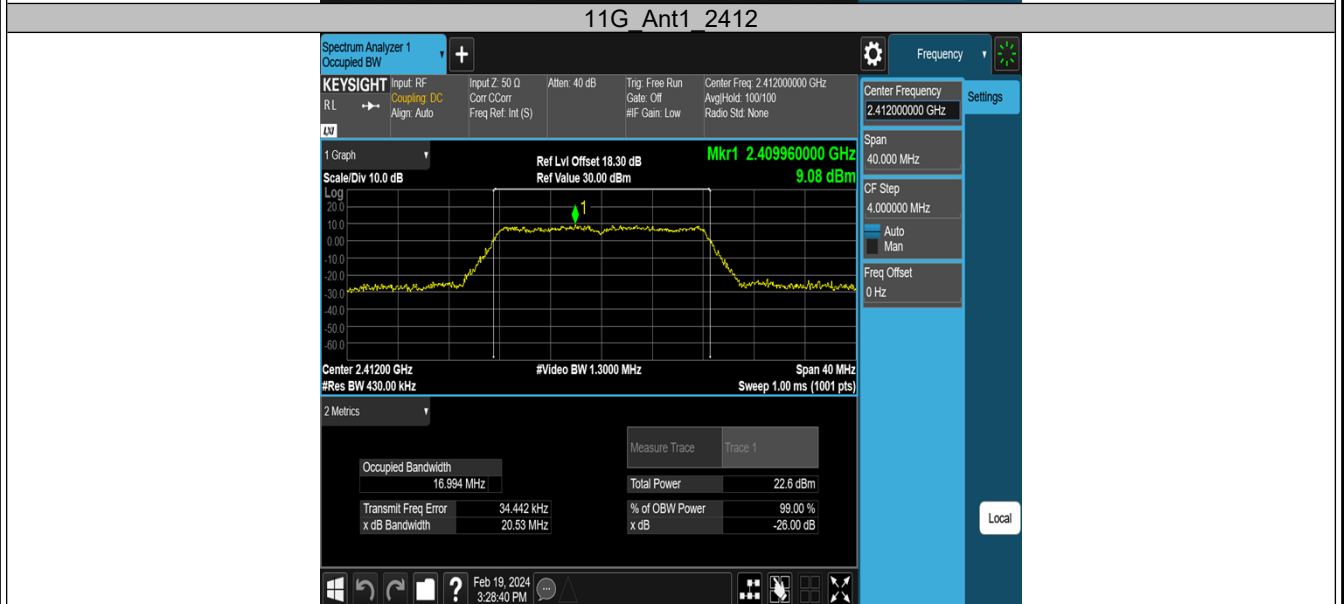 11G_Ant1_2412
Spectrum Analyzer 1
Occupied BW
+
Frequency
KEYSIGHT
RL
LXI
Input: RF
Coupling: DC
Align: Auto
Input Z: 50 Ω
Corr CCorr
Freq Ref: Int (S)
Atten: 40 dB
Trig: Free Run
Gate: Off
#IF Gain: Low
Center Freq: 2.412000000 GHz
Avg|Hold: 100/100
Radio Std: None
Center Frequency
2.412000000 GHz
Settings
Span
40.000 MHz
CF Step
4.000000 MHz
Auto
Man
Freq Offset
0 Hz
1 Graph
Scale/Div 10.0 dB
Ref Lvl Offset 18.30 dB
Ref Value 30.00 dBm
Mkr1 2.409960000 GHz
9.08 dBm
Log
20.0
10.0
0.00
-10.0
-20.0
-30.0
-40.0
-50.0
-60.0
1
Center 2.41200 GHz
#Video BW 1.3000 MHz
Span 40 MHz
#Res BW 430.00 kHz
Sweep 1.00 ms (1001 pts)
2 Metrics
Measure Trace
Trace 1
Occupied Bandwidth
16.994 MHz
Total Power
22.6 dBm
Transmit Freq Error
34.442 kHz
% of OBW Power
99.00 %
x dB Bandwidth
20.53 MHz
x dB
-26.00 dB
Local
?
Feb 19, 2024
3:28:40 PM